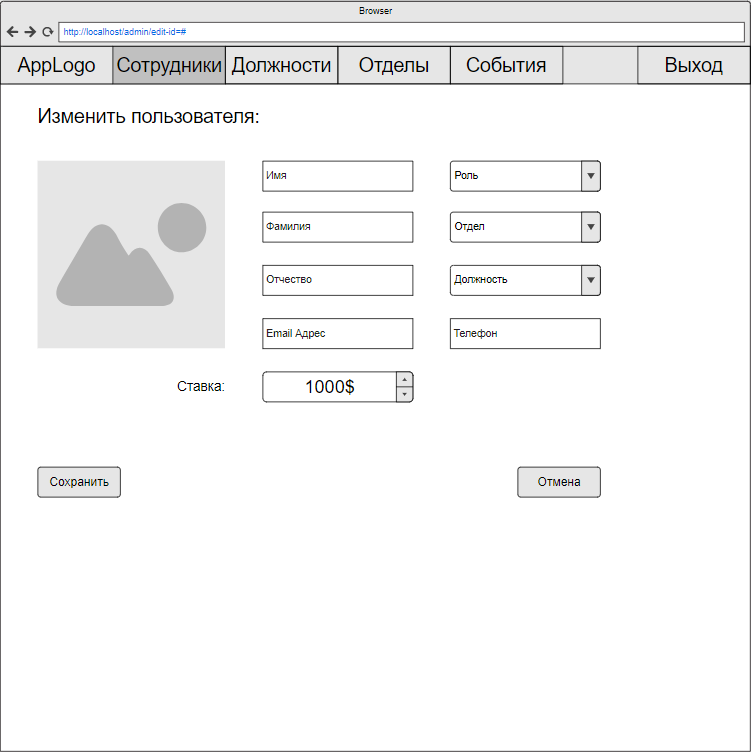 Browser
http://localhost/admin/edit-id=#
AppLogo Сотрудники Должности Отделы События Выход
Изменить пользователя:
Имя Роль
Фамилия Отдел
Отчество Должность
Email Адрес Телефон
Ставка: 1000$
Сохранить Отмена